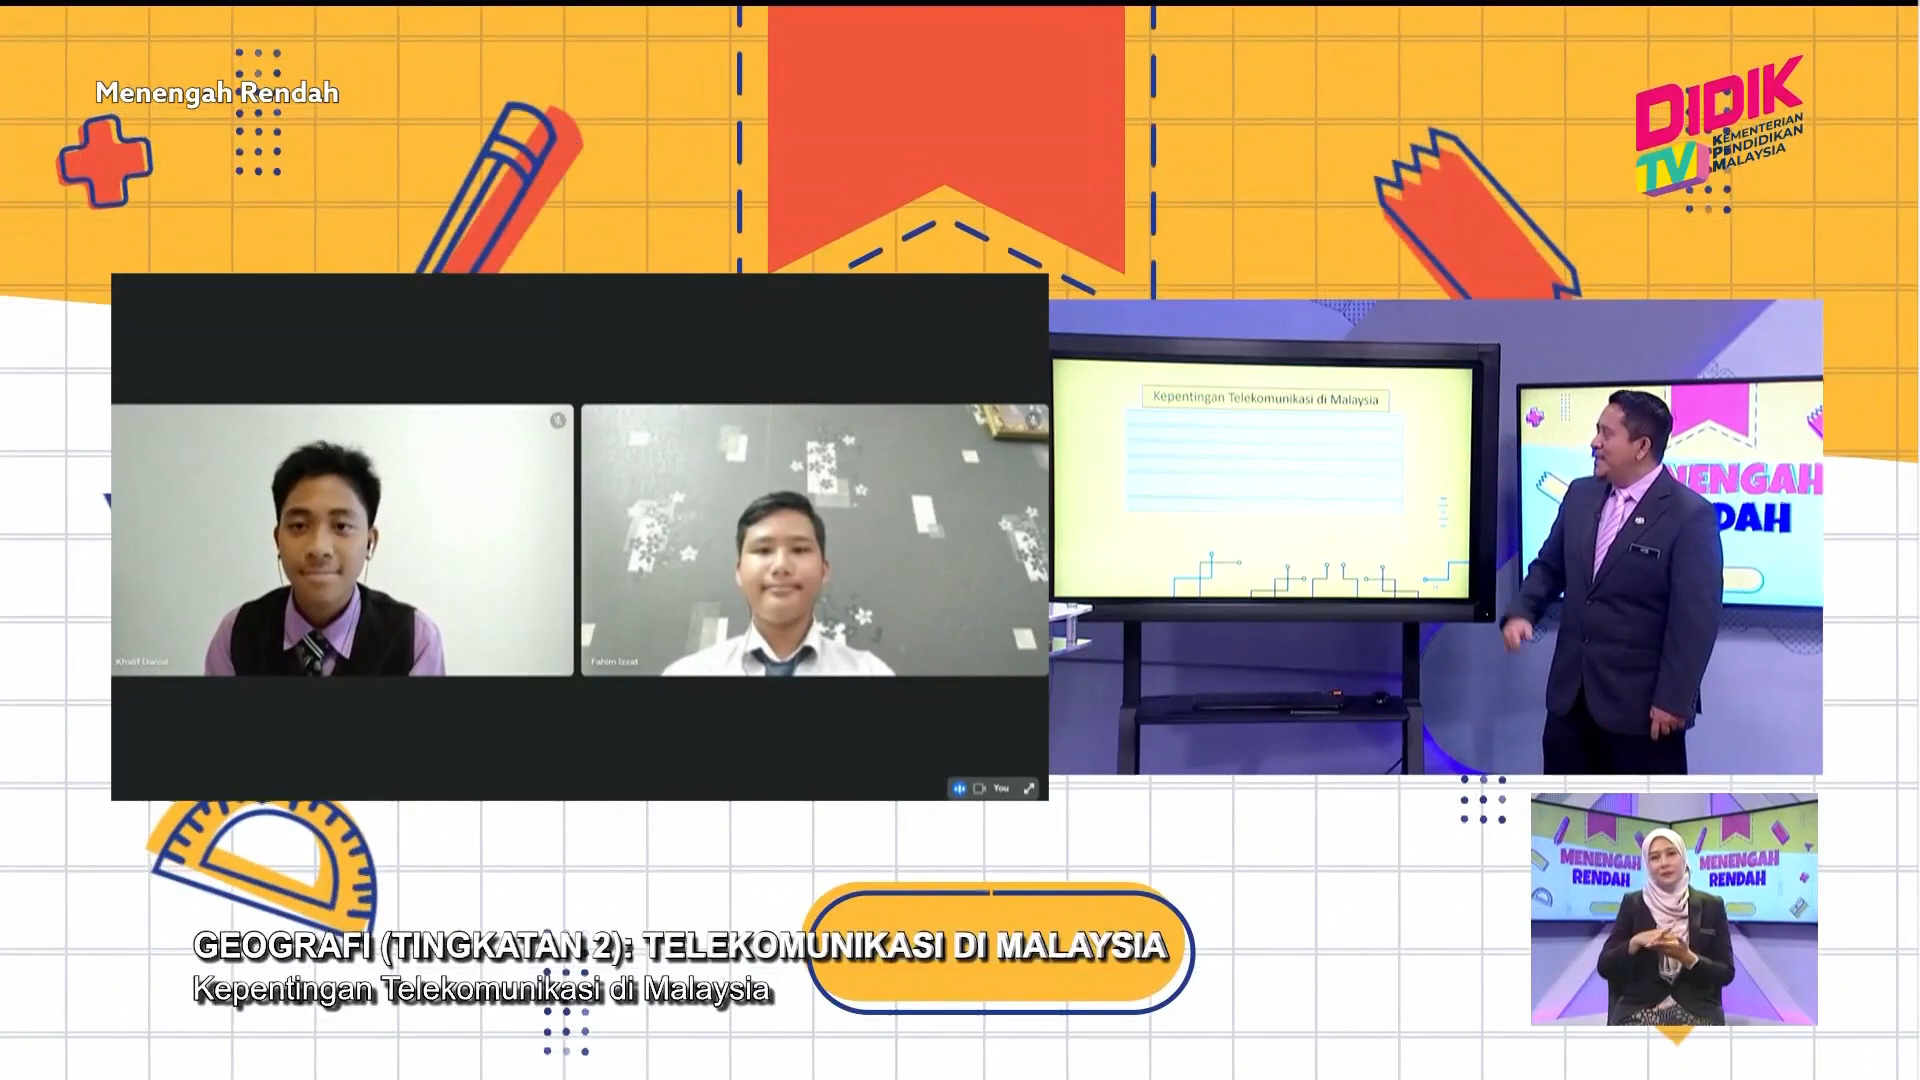 Menengah Rendah
DIDIK
TV
KEMENTERIAN
PENDIDIKAN
MALAYSIA
Kepentingan Telekomunikasi di Malaysia
MENGAH
DAH
Khalif Danial
Fahim Izzat
You
MENENGAH
RENDAH
MENENGAH
RENDAH
GEOGRAFI (TINGKATAN 2): TELEKOMUNIKASI DI MALAYSIA
Kepentingan Telekomunikasi di Malaysia